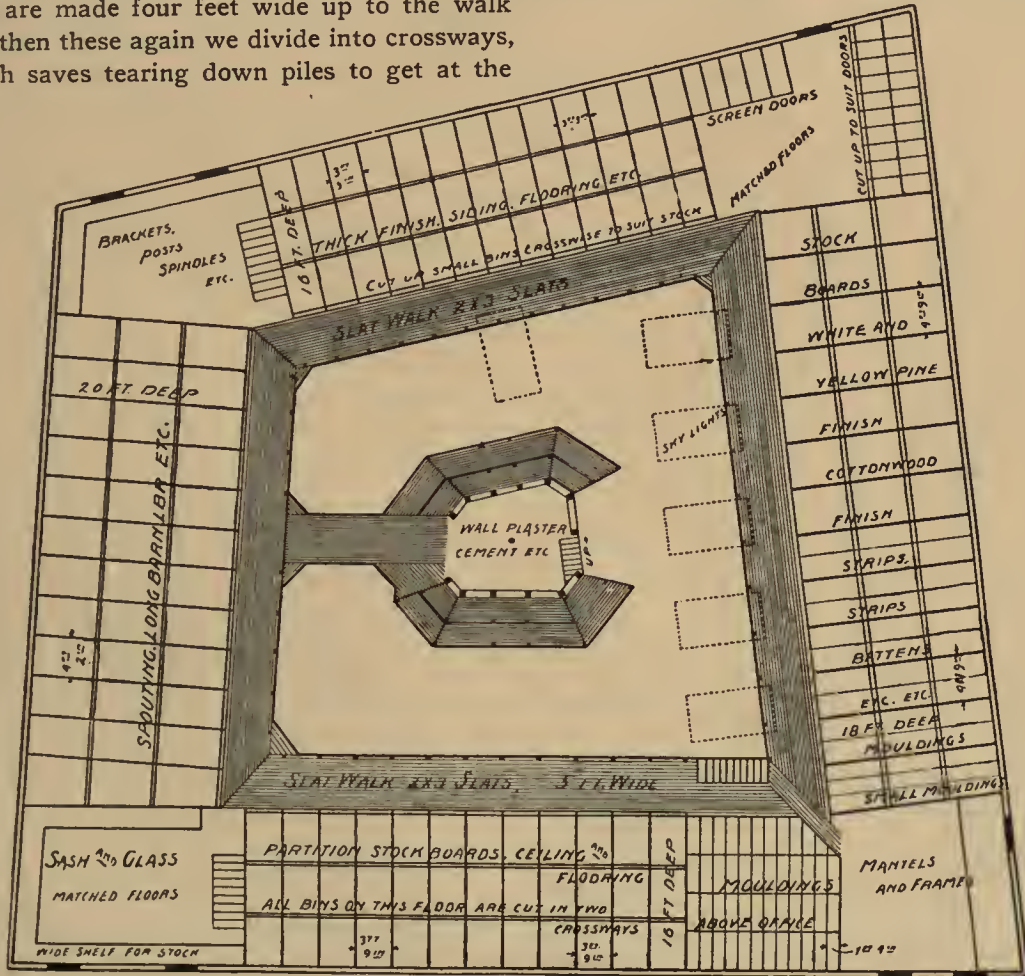 are made four feet wide up to the walk
then these again we divide into crossways,
h saves tearing down piles to get at the
BRACKETS,
POSTS
SPINDLES
ETC.
16 FT. DEEP
THICK FINISH, SIDING, FLOORING ETC.
CUT UP SMALL BINS CROSSWISE TO SUIT STOCK
SCREEN DOORS
MATCHED FLOORS
CUT UP TO SUIT DOORS
SLAT WALK 2X3 SLATS
20 FT. DEEP
SPOUTING, LONG BARN LBR ETC.
SKY LIGHTS
WALL PLASTER
CEMENT ETC
UP
STOCK
BOARDS
WHITE AND
YELLOW PINE
FINISH
COTTONWOOD
FINISH
STRIPS.
STRIPS
BATTENS
ETC. ETC.
18 FT. DEEP
MOULDINGS
SMALL MOULDINGS
SLAT WALK 2X3 SLATS, 5 FT. WIDE
SASH AND GLASS
MATCHED FLOORS
WIDE SHELF FOR STOCK
PARTITION STOCK BOARDS, CEILING AND
FLOORING
ALL BINS ON THIS FLOOR ARE CUT IN TWO
CROSSWAYS
3FT
9IN
3FT.
9IN
16 FT DEEP
MOULDINGS
ABOVE OFFICE
MANTELS
AND FRAMES